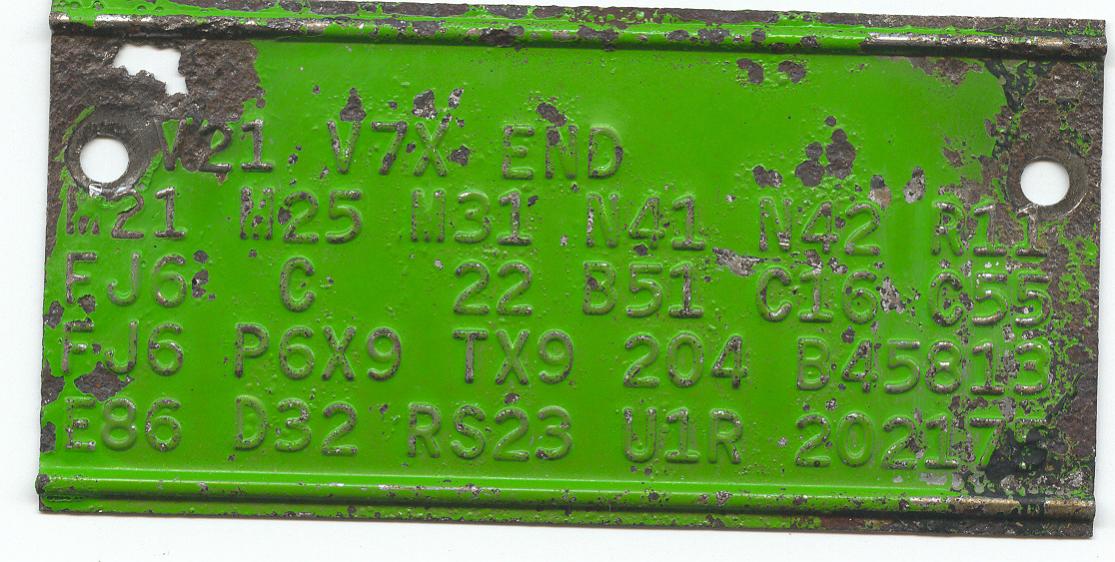 V21 V7X END
M21 M25 M31 N41 N42 R11
FJ6 C 22 B51 C16 C55
FJ6 P6X9 TX9 204 B45813
E86 D32 RS23 U1R